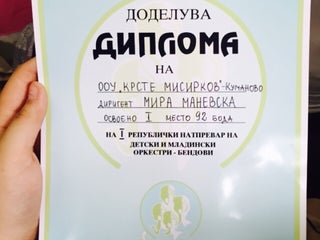 ДОДЕЛУВА
ДИПЛОМА
НА
ООУ „КРСТЕ МИСИРКОВ"-КУМАНОВО
ДИРИГЕНТ МИРА МАНЕВСКА
ОСВОЕНО I МЕСТО 92 БОДА
НА I РЕПУБЛИЧКИ НАТПРЕВАР НА
ДЕТСКИ И МЛАДИНСКИ
ОРКЕСТРИ - БЕНДОВИ